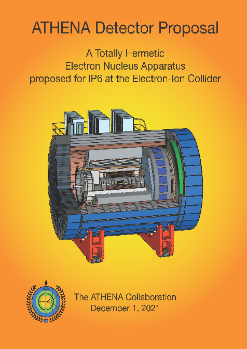 ATHENA Detector Proposal
A Totally Hermetic
Electron Nucleus Apparatus
proposed for IP6 at the Electron-Ion Collider
The ATHENA Collaboration
December 1, 2021